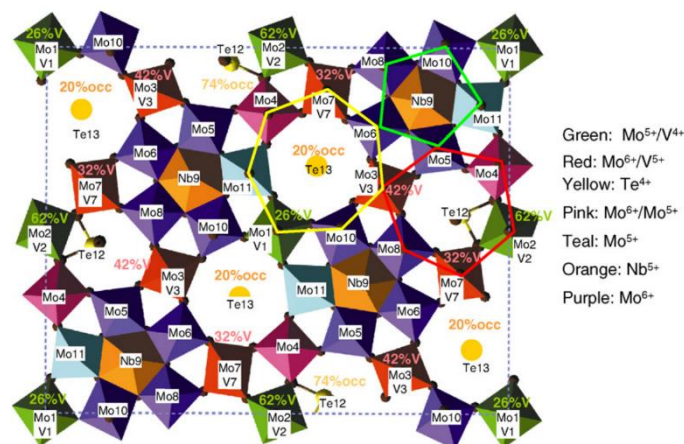 26%V
Mo1
V1
Mo10
Te12
62%V
Mo2
V2
Mo8
Mo10
26%V
Mo1
V1
20%occ
Te13
42%V
Mo3
V3
74%occ
Mo4
32%V
Mo7
V7
Nb9
Mo11
Mo5
Mo6
Mo6
Mo5
Mo4
20%occ
Te13
32%V
Mo7
V7
Nb9
Mo11
Mo3
V3
42%V
Te12
62%V
Mo2
V2
62%V
Mo2
V2
Mo8
26%V
Mo1
V1
Mo10
Mo8
Te12
42%V
Mo3
V3
20%occ
Te13
Mo11
Nb9
32%V
Mo7
V7
Mo4
Mo5
Mo6
32%V
Mo5
Mo6
20%occ
Te13
Mo11
Nb9
Mo7
V7
Mo4
42%V
Mo3
V3
Mo8
74%occ
Te12
26%V
Mo1
V1
Mo10
62%V
Mo2
V2
Mo10
26%V
Mo1
V1
Green: Mo⁵⁺/V⁴⁺
Red: Mo⁶⁺/V⁵⁺
Yellow: Te⁴⁺
Pink: Mo⁶⁺/Mo⁵⁺
Teal: Mo⁵⁺
Orange: Nb⁵⁺
Purple: Mo⁶⁺